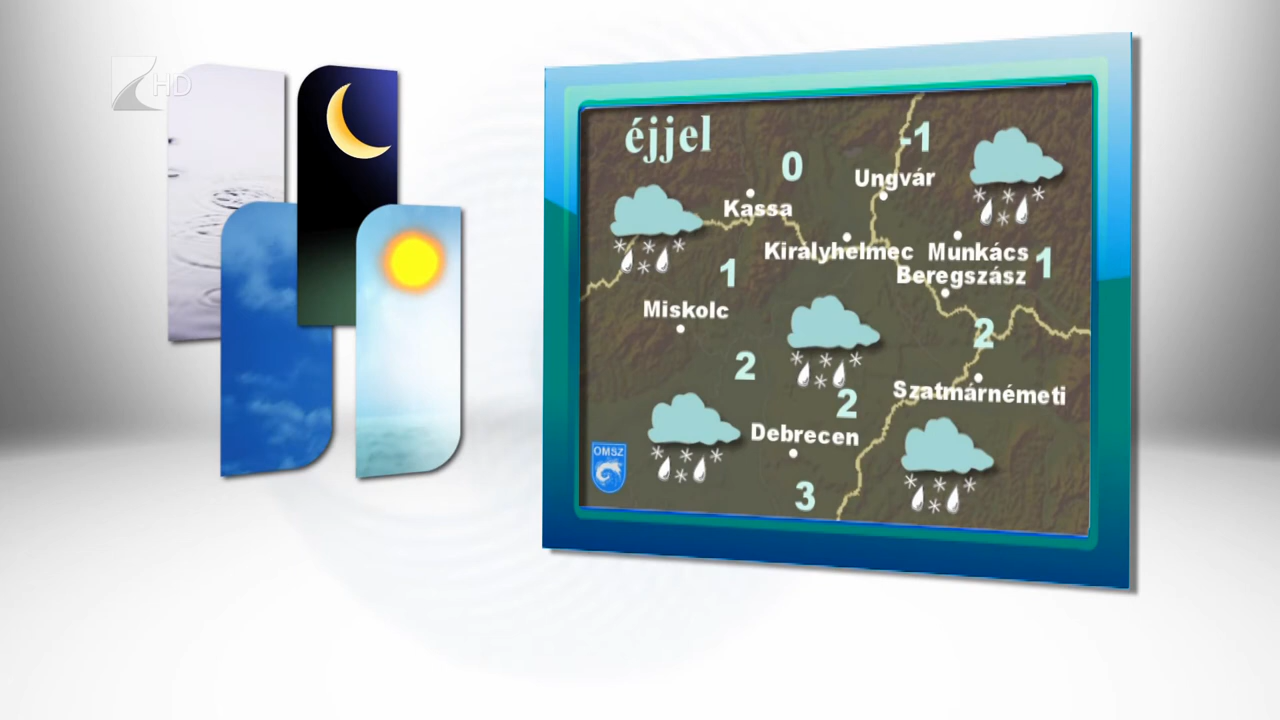 HD
éjjel
-1
0
Ungvár
Kassa
Királyhelmec
Munkács
1
1
Beregszász
Miskolc
2
2
Szatmárnémeti
2
Debrecen
OMSZ
3